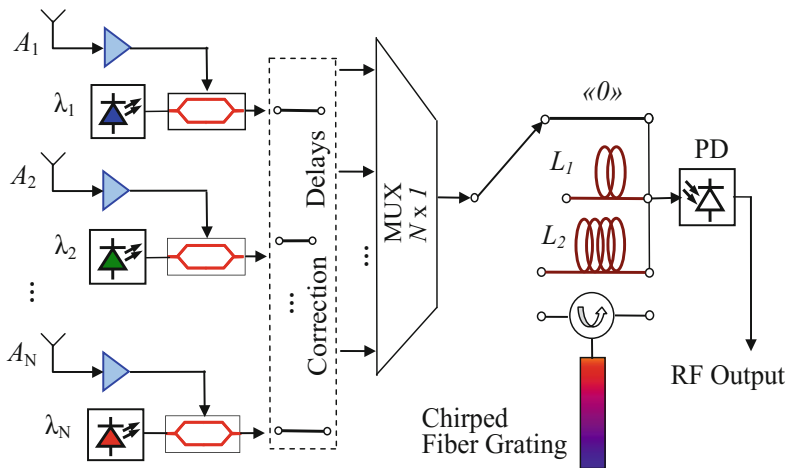 A1
λ1
A2
λ2
...
AN
λN
Delays
...
Correction
...
MUX
N x 1
«0»
L1
L2
PD
RF Output
Chirped
Fiber Grating